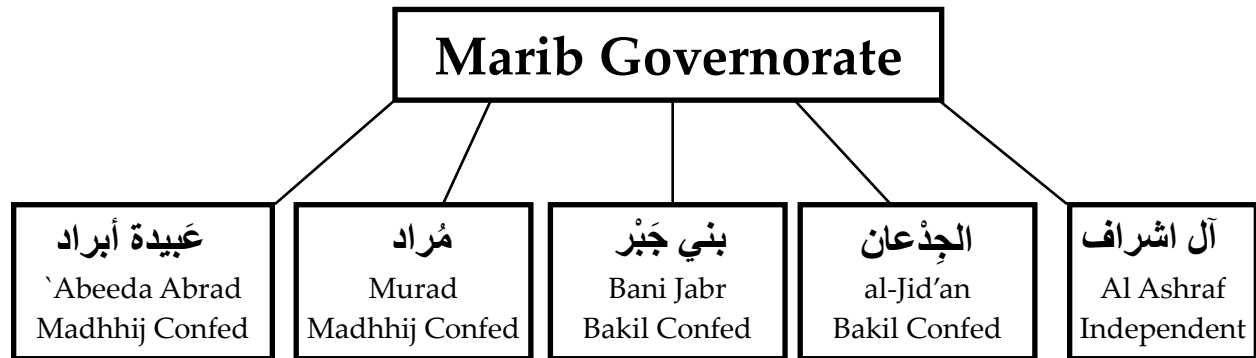 Marib Governorate
عَبيدة أبراد
`Abeeda Abrad
Madhhij Confed
مُراد
Murad
Madhhij Confed
بني جَبْر
Bani Jabr
Bakil Confed
الجِدْعان
al-Jid'an
Bakil Confed
آل اشراف
Al Ashraf
Independent